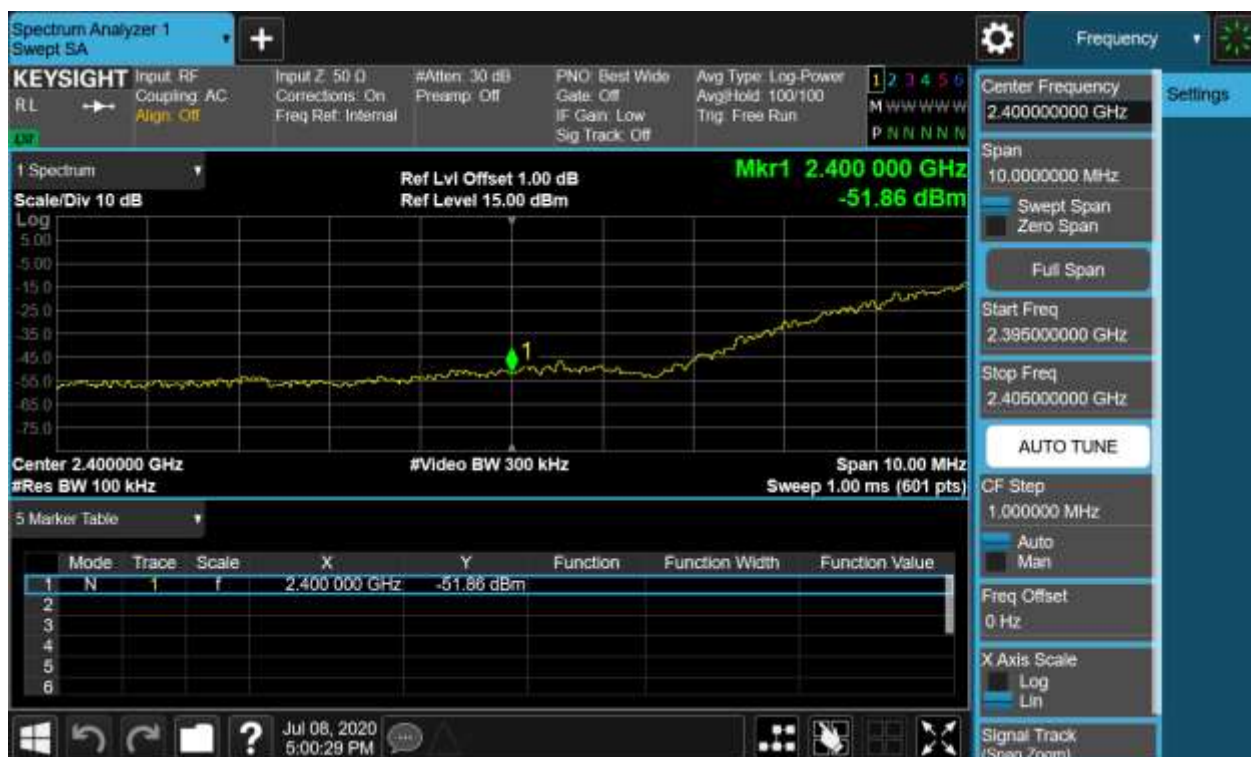 Spectrum Analyzer 1
Swept SA
+
Frequency
KEYSIGHT
RL
Input: RF
Coupling: AC
Align: Off
Input Z: 50 Ω
Corrections: On
Freq Ref: Internal
#Atten: 30 dB
Preamp: Off
PNO: Best Wide
Gate: Off
IF Gain: Low
Sig Track: Off
Avg Type: Log-Power
Avg|Hold: 100/100
Trig: Free Run
1 2 3 4 5 6
M W W W W W
P N N N N N
1 Spectrum
Scale/Div 10 dB
Ref Lvl Offset 1.00 dB
Ref Level 15.00 dBm
Mkr1 2.400 000 GHz
-51.86 dBm
Log
5.00
-5.00
-15.0
-25.0
-35.0
-45.0
-55.0
-65.0
-75.0
1
Center 2.400000 GHz
#Res BW 100 kHz
#Video BW 300 kHz
Span 10.00 MHz
Sweep 1.00 ms (601 pts)
5 Marker Table
Mode Trace Scale X Y Function Function Width Function Value
1 N 1 f 2.400 000 GHz -51.86 dBm
2
3
4
5
6
Jul 08, 2020
5:00:29 PM
Center Frequency
2.400000000 GHz
Settings
Span
10.0000000 MHz
Swept Span
Zero Span
Full Span
Start Freq
2.395000000 GHz
Stop Freq
2.405000000 GHz
AUTO TUNE
CF Step
1.000000 MHz
Auto
Man
Freq Offset
0 Hz
X Axis Scale
Log
Lin
Signal Track
(Span Zoom)